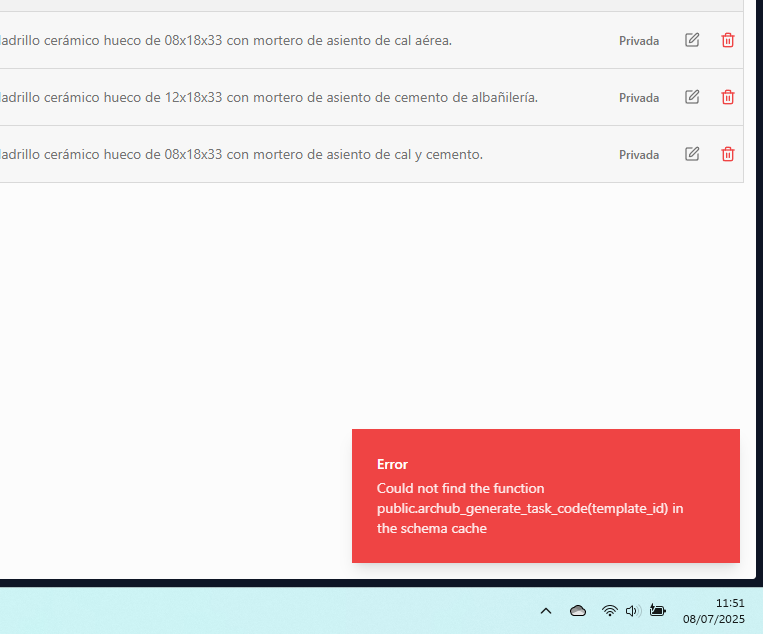 ladrillo cerámico hueco de 08x18x33 con mortero de asiento de cal aérea. Privada
ladrillo cerámico hueco de 12x18x33 con mortero de asiento de cemento de albañilería. Privada
ladrillo cerámico hueco de 08x18x33 con mortero de asiento de cal y cemento. Privada
Error
Could not find the function
public.archub_generate_task_code(template_id) in
the schema cache
11:51
08/07/2025